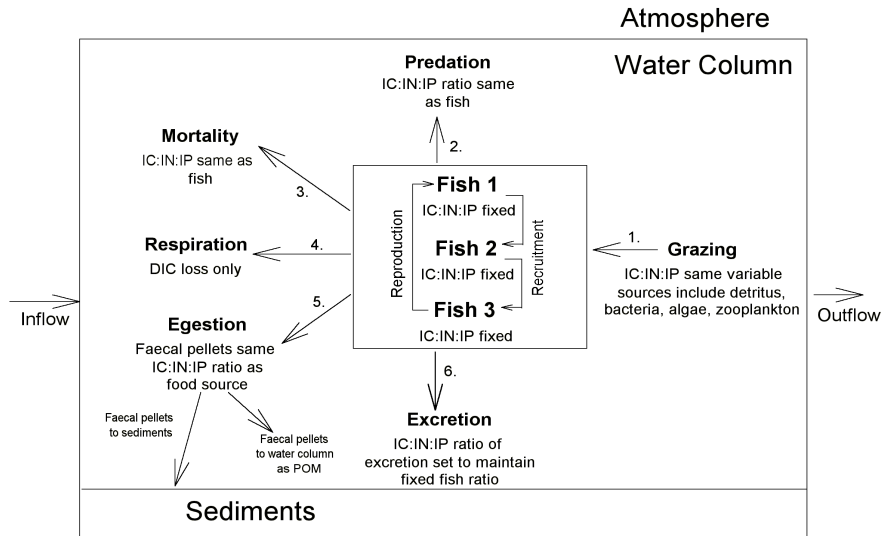 Atmosphere
Water Column
Predation
IC:IN:IP ratio same
as fish
2.
Mortality
IC:IN:IP same as
fish
3.
Fish 1
IC:IN:IP fixed
Reproduction
Recruitment
Fish 2
IC:IN:IP fixed
Fish 3
IC:IN:IP fixed
1.
Grazing
IC:IN:IP same variable
sources include detritus,
bacteria, algae, zooplankton
Respiration
DIC loss only
4.
Inflow
Outflow
5.
Egestion
Faecal pellets same
IC:IN:IP ratio as
food source
6.
Faecal pellets
to sediments
Faecal pellets
to water column
as POM
Excretion
IC:IN:IP ratio of
excretion set to maintain
fixed fish ratio
Sediments